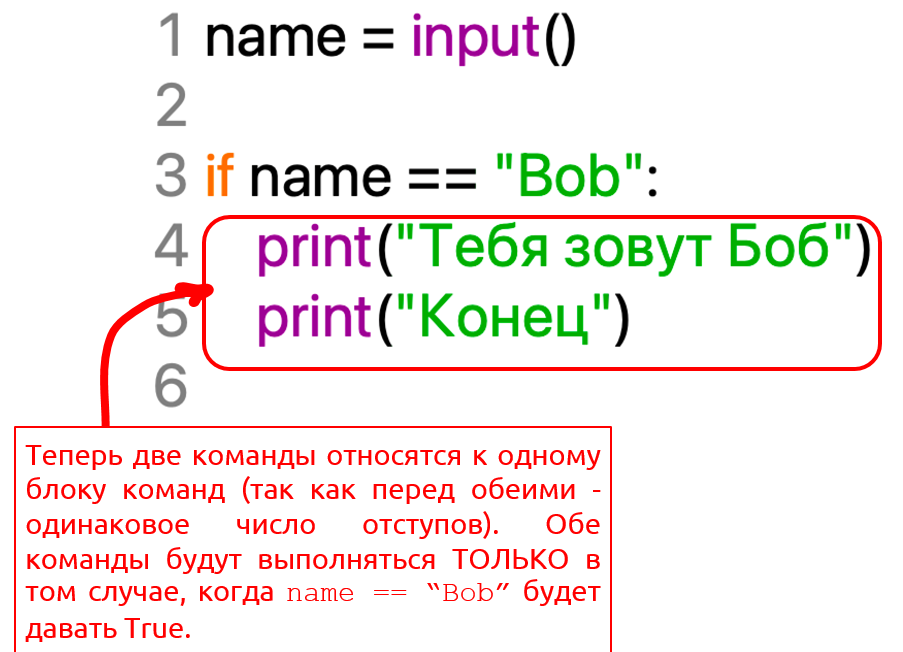 1 name = input()
2
3 if name == "Bob":
4 print("Тебя зовут Боб")
5 print("Конец")
6
Теперь две команды относятся к одному
блоку команд (так как перед обеими -
одинаковое число отступов). Обе
команды будут выполняться ТОЛЬКО в
том случае, когда name == “Bob” будет
давать True.